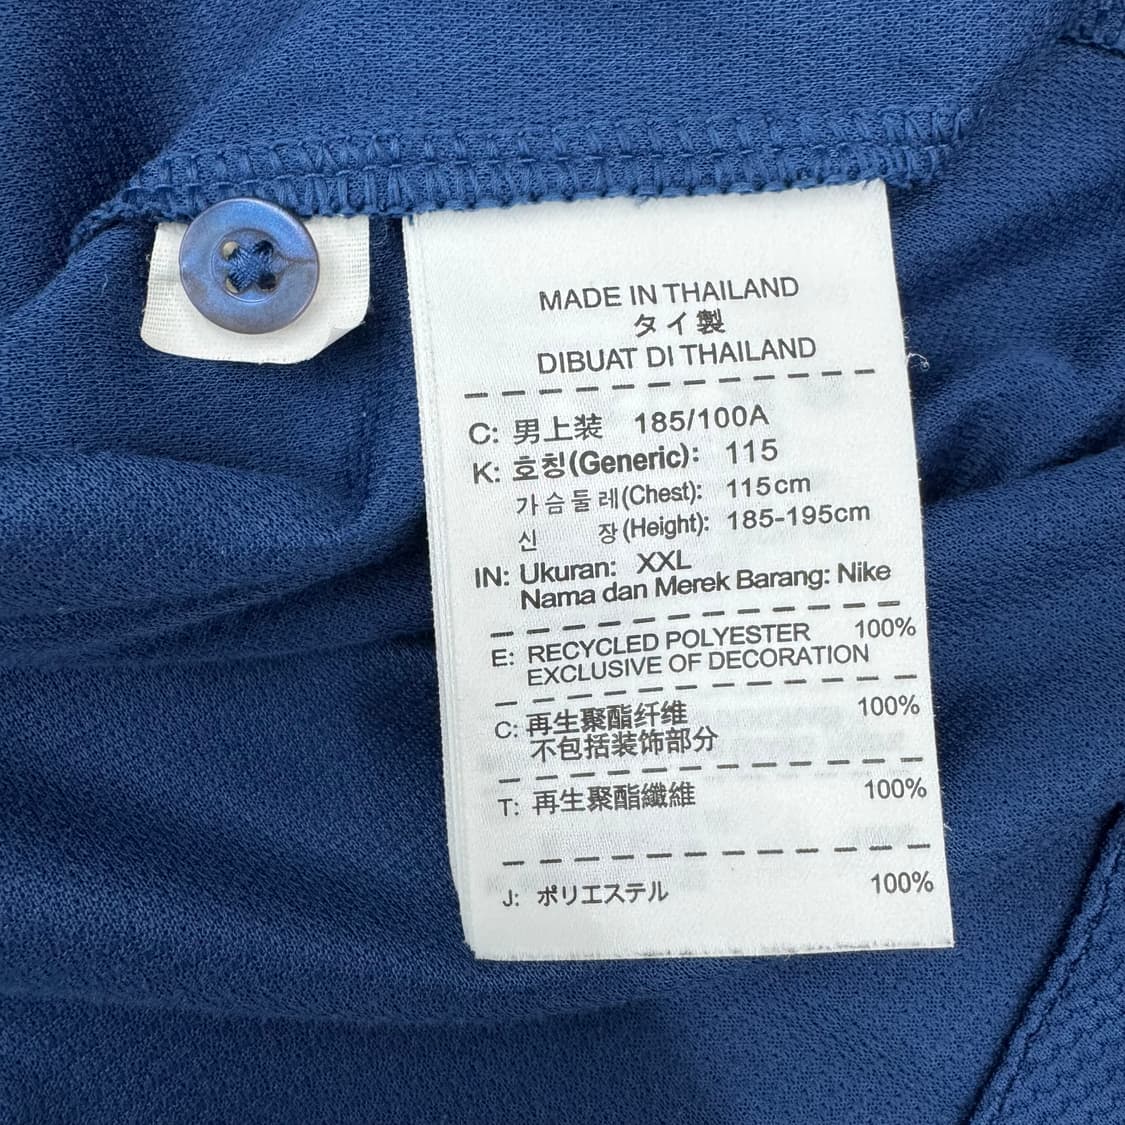 MADE IN THAILAND
タイ製
DIBUAT DI THAILAND
C: 男上装 185/100A
K: 호칭(Generic): 115
가슴둘레(Chest): 115cm
신 장(Height): 185-195cm
IN: Ukuran: XXL
Nama dan Merek Barang: Nike
E: RECYCLED POLYESTER 100%
EXCLUSIVE OF DECORATION
C: 再生聚酯纤维 100%
不包括装饰部分
T: 再生聚酯纖維 100%
J: ポリエステル 100%